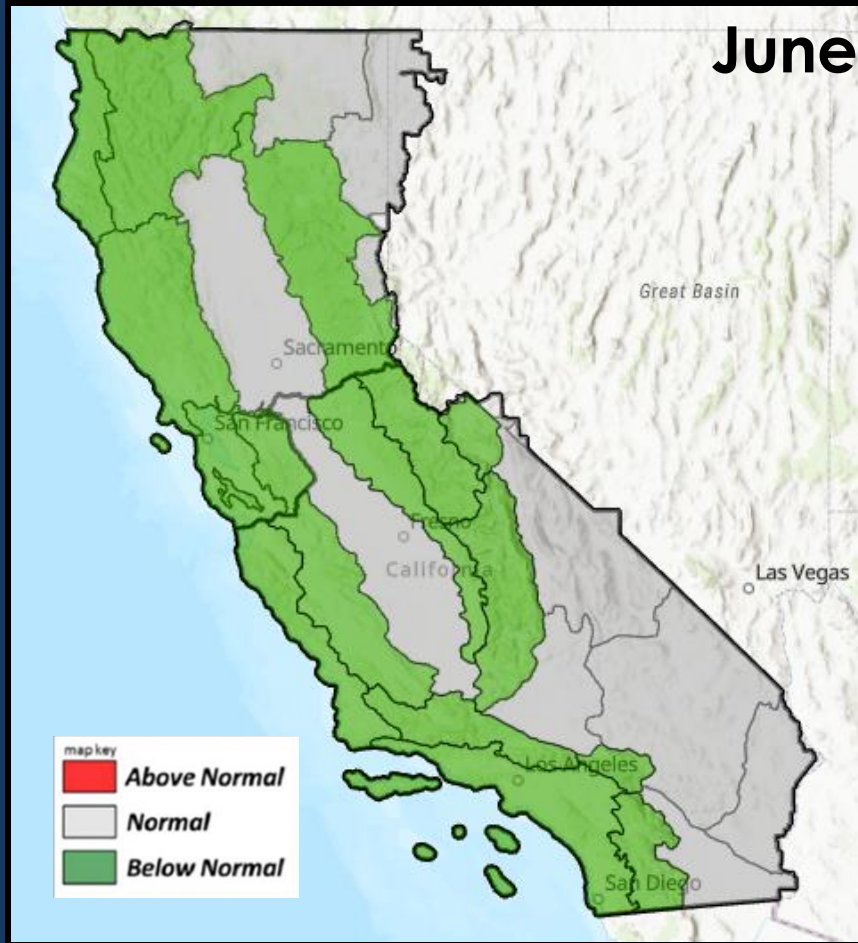 June
Great Basin
Sacramento
San Francisco
Fresno
California
Las Vegas
Los Angeles
San Diego
map key
Above Normal
Normal
Below Normal